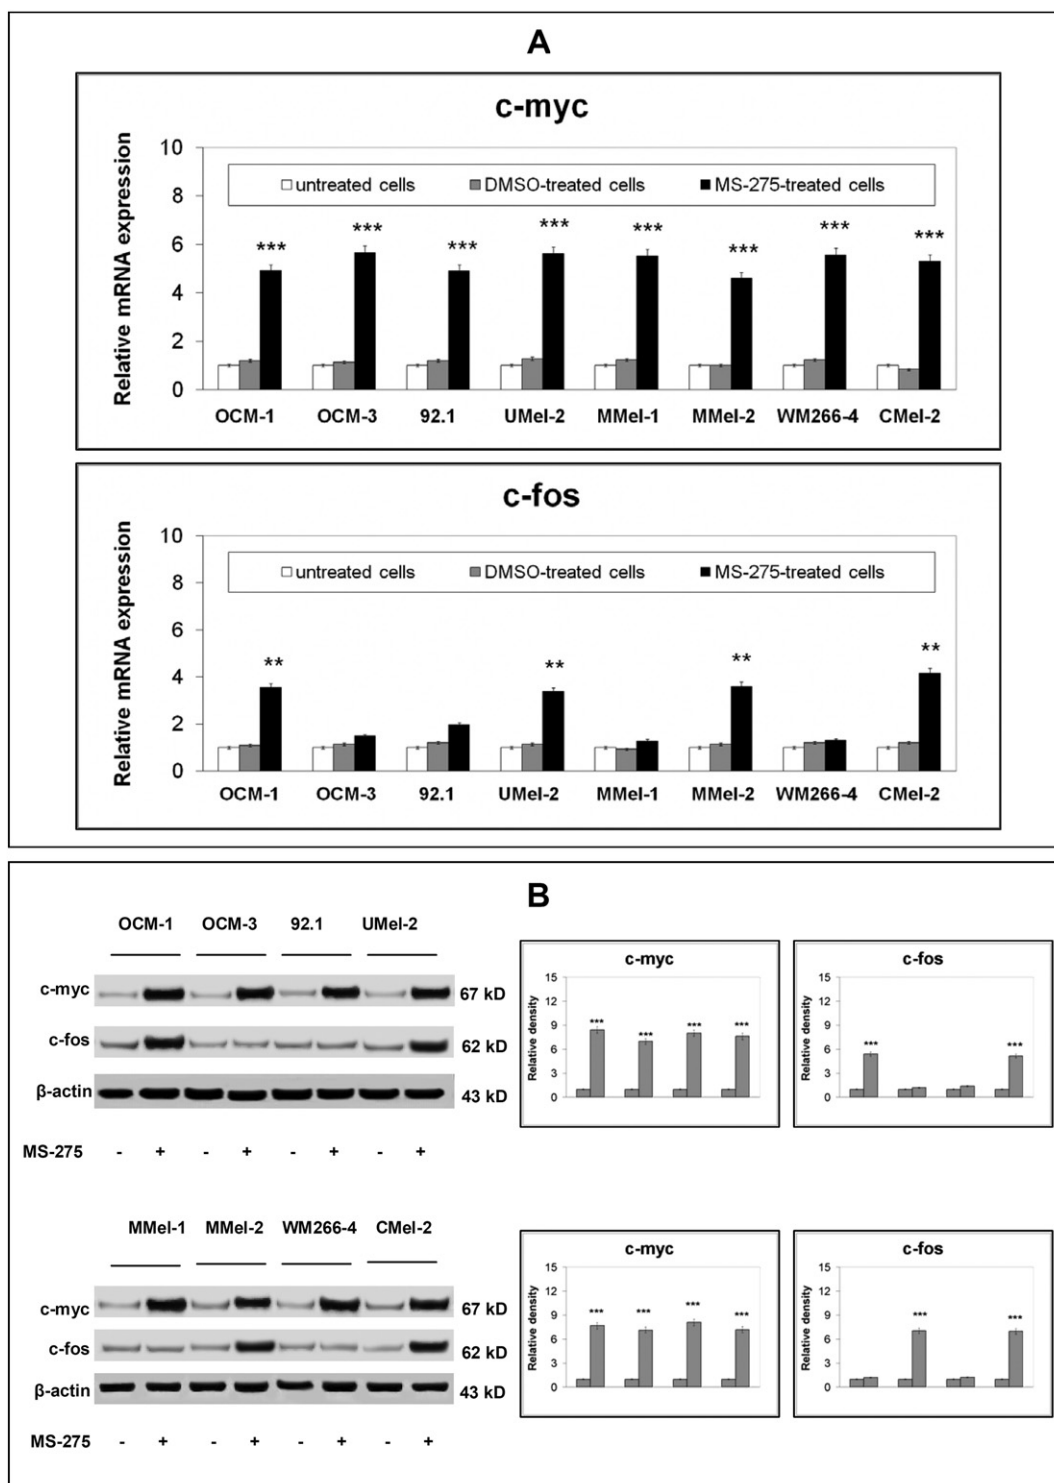 A
c-myc
Relative mRNA expression
10
8
6
4
2
0
untreated cells DMSO-treated cells MS-275-treated cells
*** *** *** *** *** *** *** ***
OCM-1 OCM-3 92.1 UMel-2 MMel-1 MMel-2 WM266-4 CMel-2
c-fos
Relative mRNA expression
10
8
6
4
2
0
untreated cells DMSO-treated cells MS-275-treated cells
** ** ** **
OCM-1 OCM-3 92.1 UMel-2 MMel-1 MMel-2 WM266-4 CMel-2
B
OCM-1 OCM-3 92.1 UMel-2
c-myc 67 kD
c-fos 62 kD
β-actin 43 kD
MS-275 - + - + - + - +
c-myc
Relative density
15
12
9
6
3
0
*** *** *** ***
c-fos
Relative density
15
12
9
6
3
0
*** ***
MMel-1 MMel-2 WM266-4 CMel-2
c-myc 67 kD
c-fos 62 kD
β-actin 43 kD
MS-275 - + - + - + - +
c-myc
Relative density
15
12
9
6
3
0
*** *** *** ***
c-fos
Relative density
15
12
9
6
3
0
*** ***